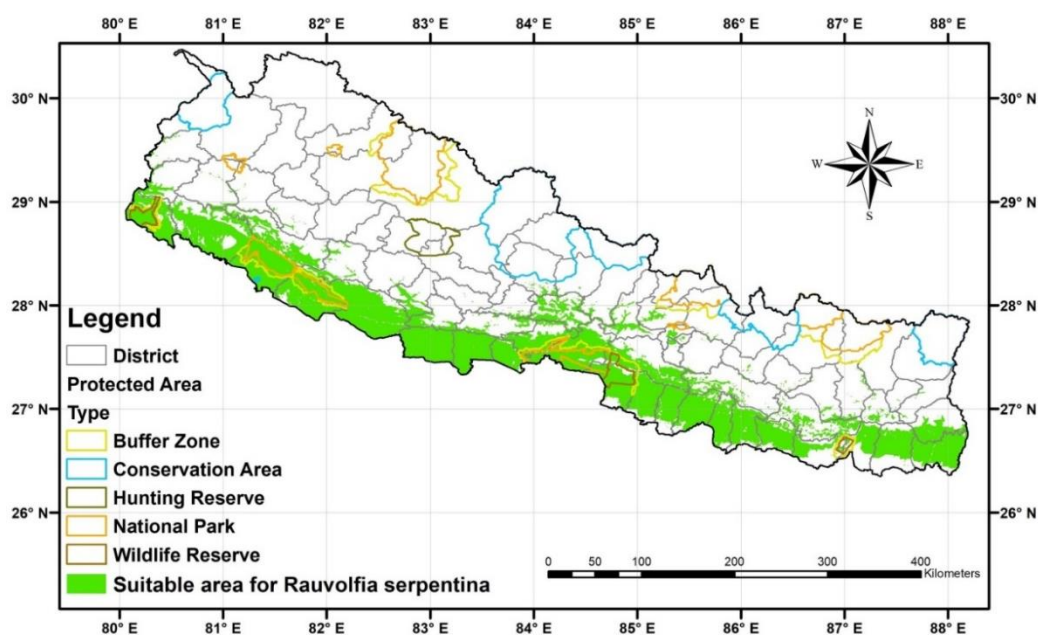 80° E 81° E 82° E 83° E 84° E 85° E 86° E 87° E 88° E
30° N 30° N
N
W E
S
29° N 29° N
28° N 28° N
Legend
District
Protected Area
27° N 27° N
Type
Buffer Zone
Conservation Area
Hunting Reserve
26° N 26° N
National Park
Wildlife Reserve
0 50 100 200 300 400
Kilometers
Suitable area for Rauvolfia serpentina
80° E 81° E 82° E 83° E 84° E 85° E 86° E 87° E 88° E